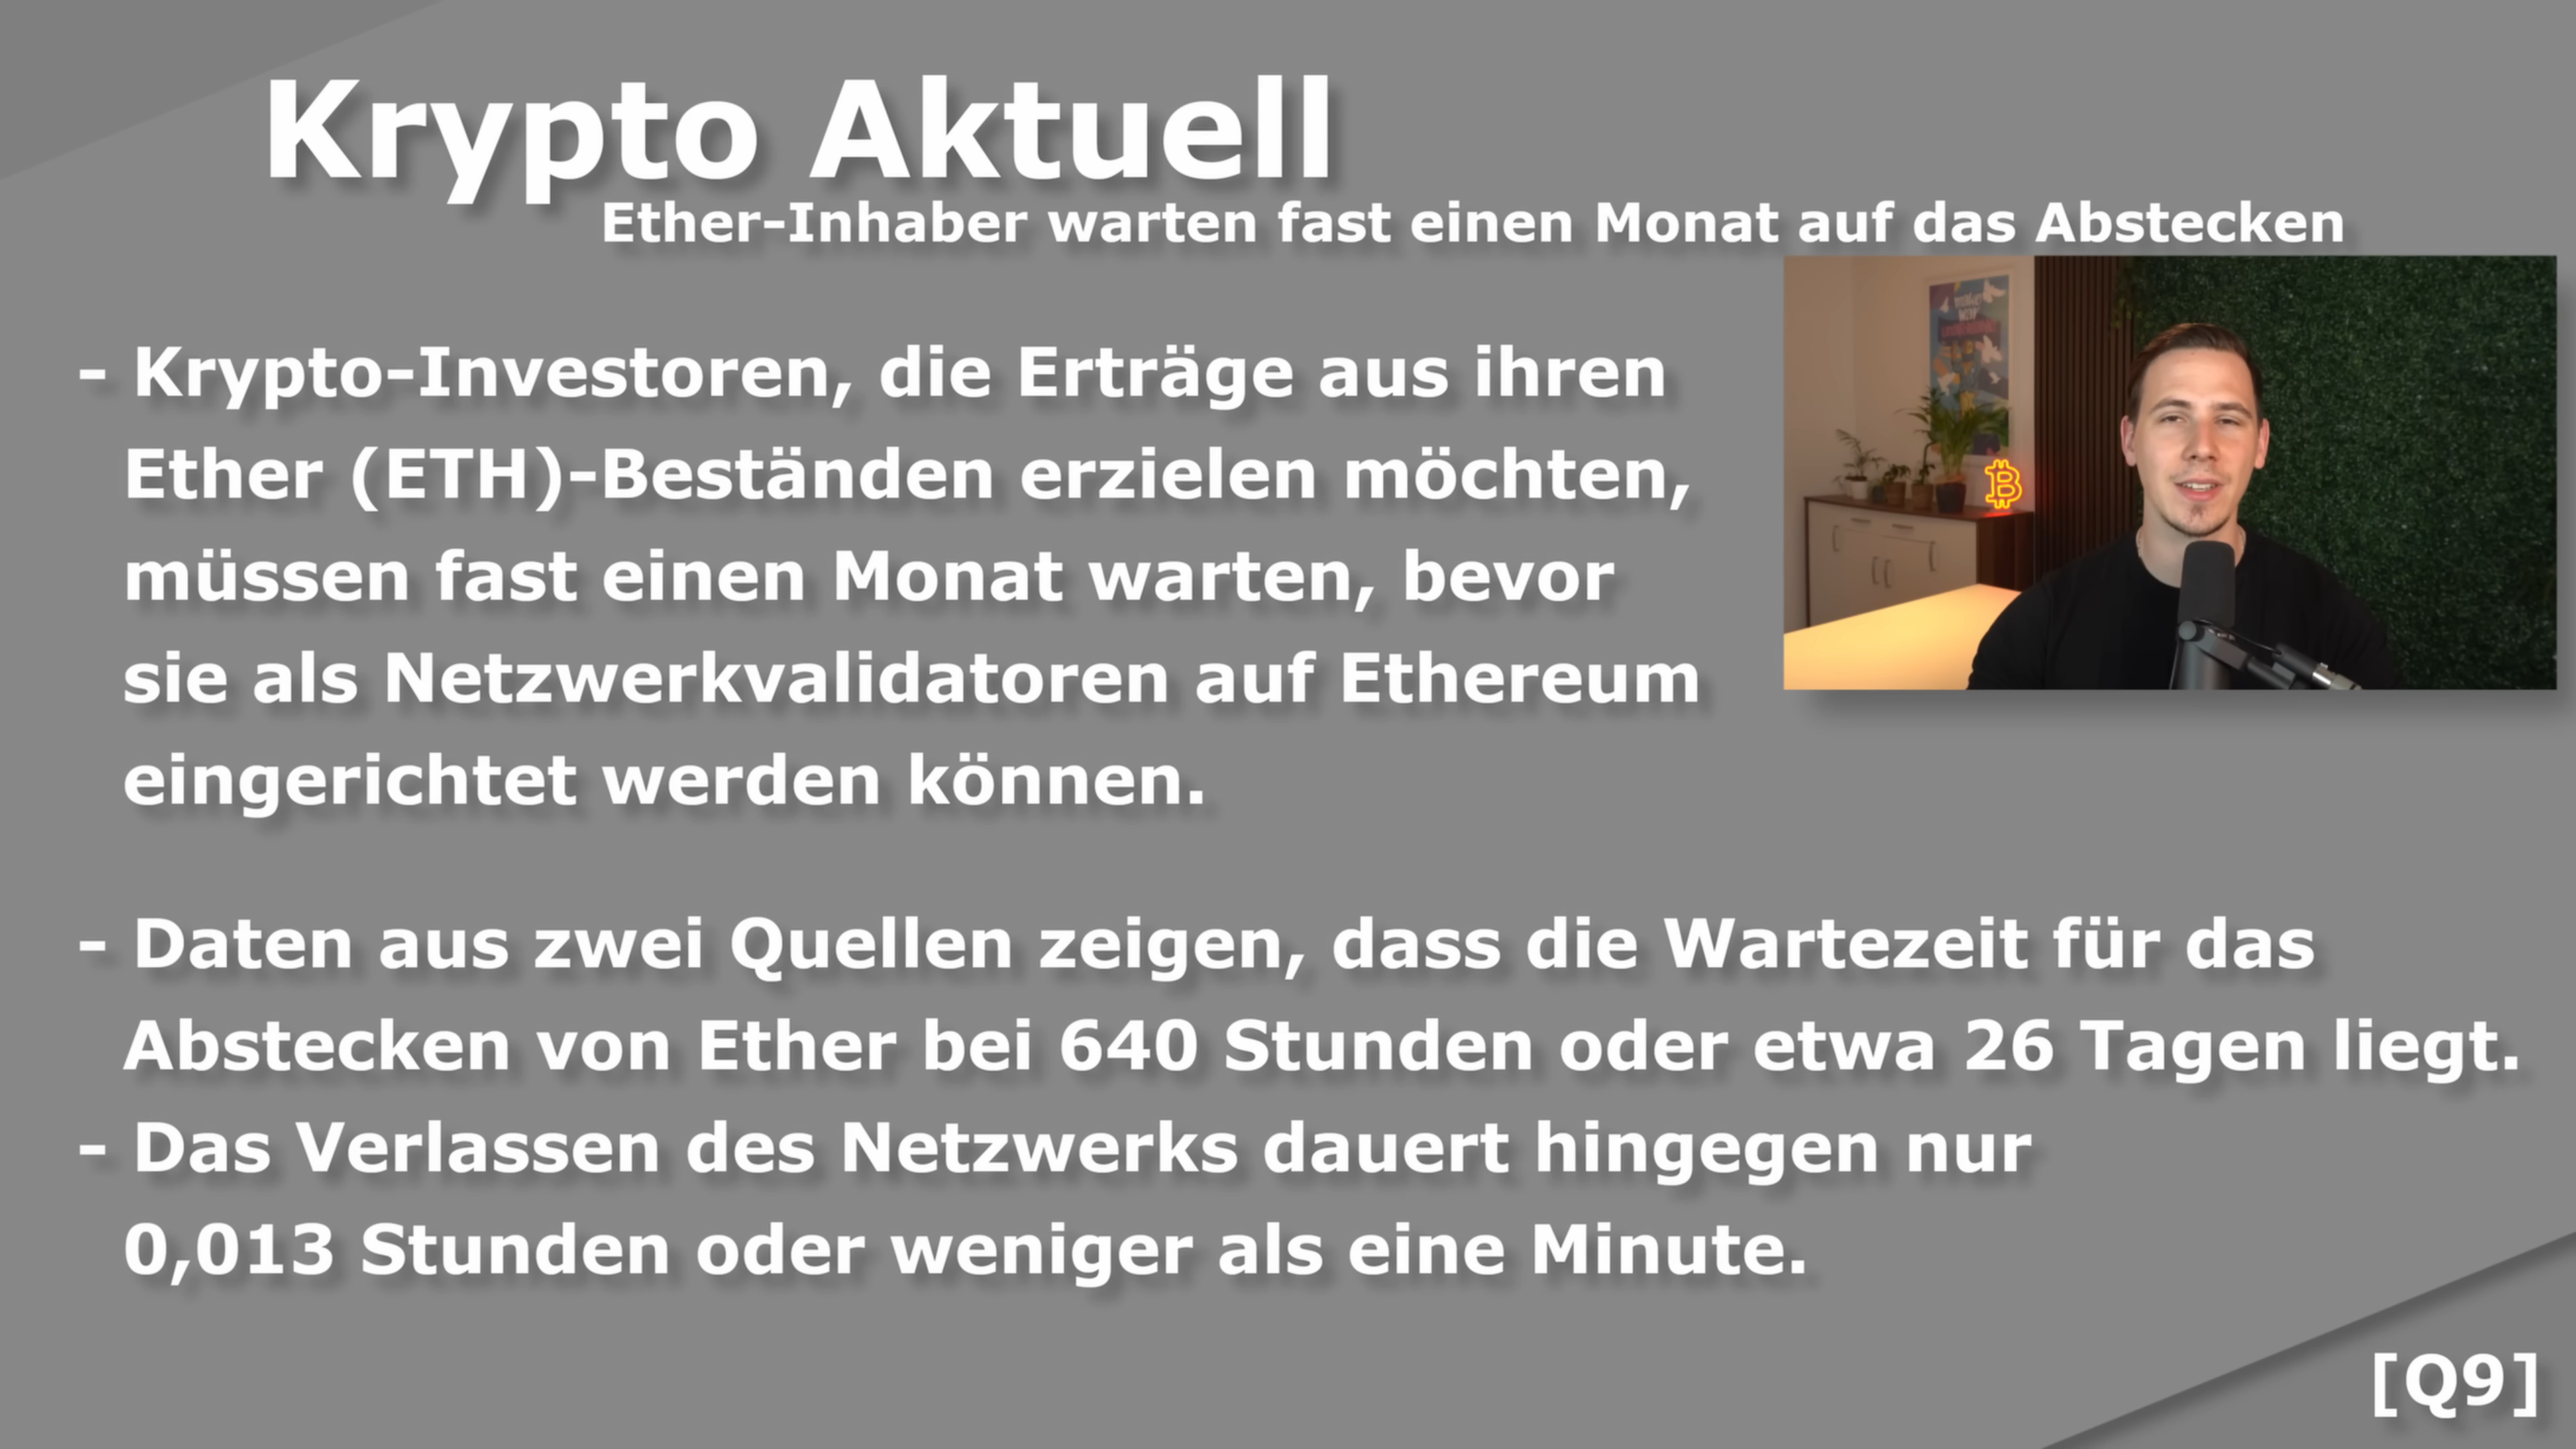 Krypto Aktuell
Ether-Inhaber warten fast einen Monat auf das Abstecken
- Krypto-Investoren, die Erträge aus ihren
Ether (ETH)-Beständen erzielen möchten,
müssen fast einen Monat warten, bevor
sie als Netzwerkvalidatoren auf Ethereum
eingerichtet werden können.
- Daten aus zwei Quellen zeigen, dass die Wartezeit für das
Abstecken von Ether bei 640 Stunden oder etwa 26 Tagen liegt.
- Das Verlassen des Netzwerks dauert hingegen nur
0,013 Stunden oder weniger als eine Minute.
[Q9]